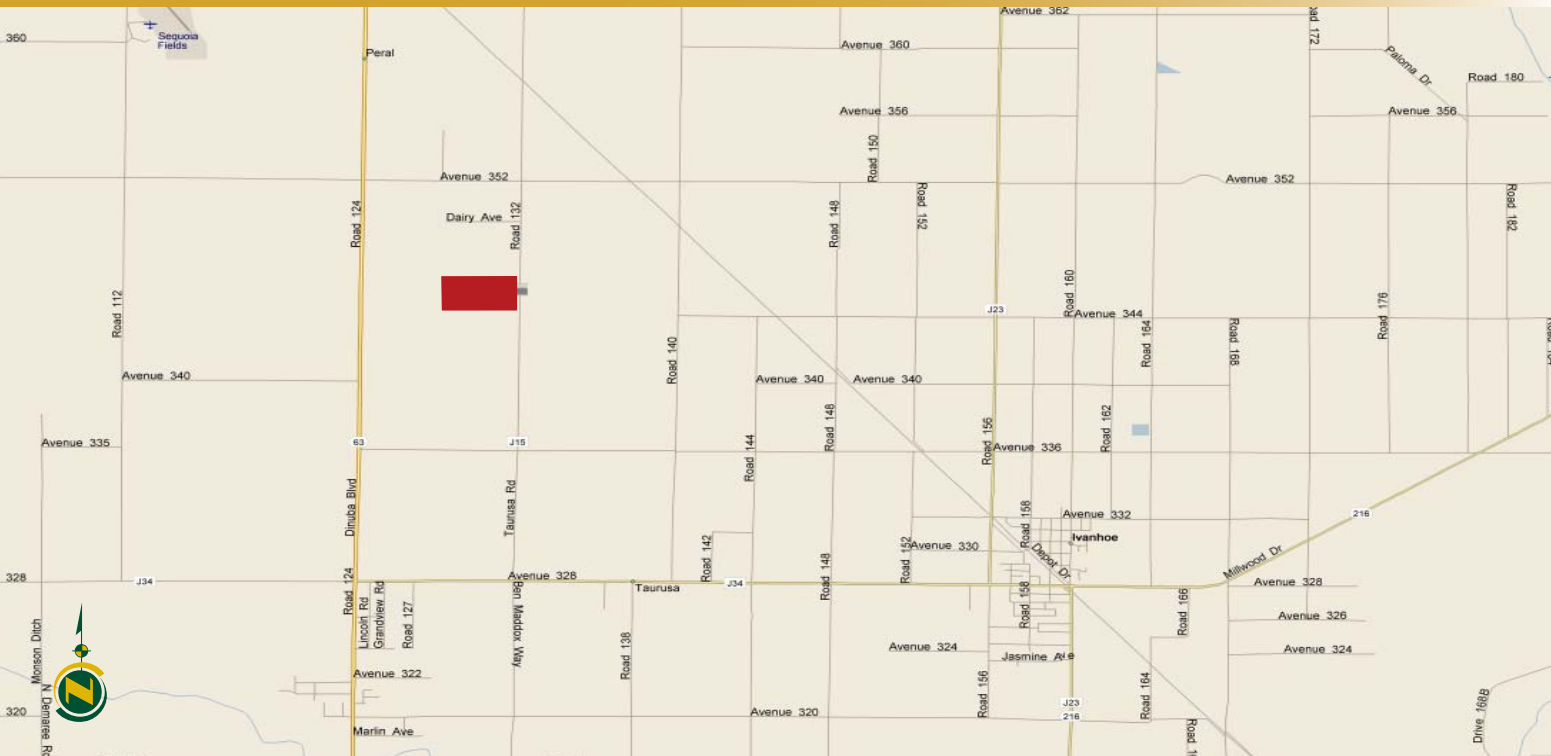 Avenue 362
Road 172
360
Sequoia
Fields
Peral
Avenue 360
Paloma Dr
Road 180
Avenue 356
Avenue 356
Road 150
Avenue 352
Avenue 352
Road 124
Dairy Ave
Road 132
Road 148
Road 152
Road 182
Road 112
Road 160
J23
Avenue 344
Road 164
Road 168
Road 176
Road 140
Avenue 340
Avenue 340
Avenue 340
Road 148
Road 156
Road 162
Avenue 335
63
J15
Road 144
Avenue 336
Dinuba Blvd
Taurusa Rd
Road 158
Avenue 332
216
Road 142
Road 148
Road 152
Avenue 330
Depot Dr
Ivanhoe
Millwood Dr
328
J34
Road 124
Avenue 328
Taurusa
J34
Avenue 328
Lincoln Rd
Grandview Rd
Road 127
Ben Maddox Way
Road 158
Road 166
Avenue 326
Monson Ditch
Road 138
Avenue 324
Jasmine Ave
Avenue 324
N
N Demaree Rd
Avenue 322
Road 156
Road 164
Drive 168B
320
Avenue 320
J23
216
Marlin Ave
Road